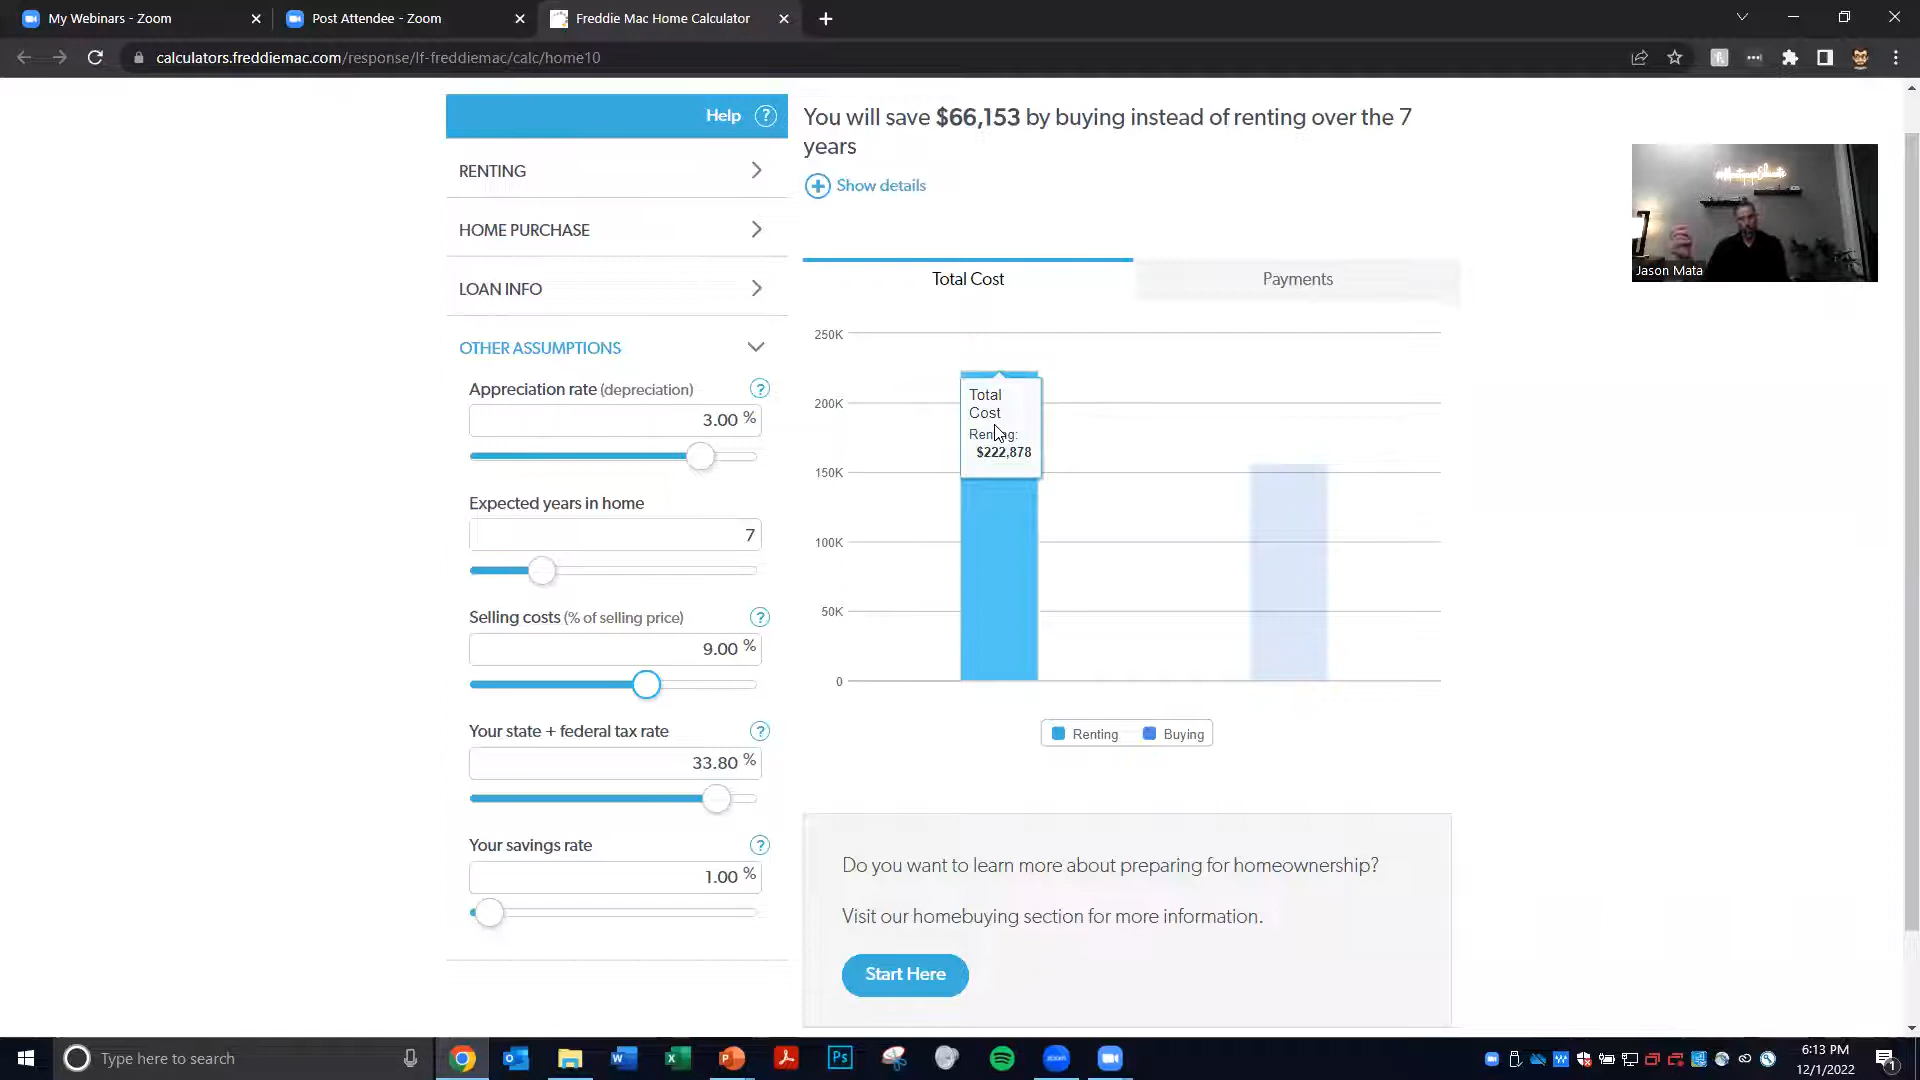 My Webinars - Zoom
Post Attendee - Zoom
Freddie Mac Home Calculator
calculators.freddiemac.com/response/lf-freddiemac/calc/home10
Help ?
RENTING
HOME PURCHASE
LOAN INFO
OTHER ASSUMPTIONS
Appreciation rate (depreciation) ?
3.00 %
Expected years in home
7
Selling costs (% of selling price) ?
9.00 %
Your state + federal tax rate ?
33.80 %
Your savings rate ?
1.00 %
You will save $66,153 by buying instead of renting over the 7
years
Show details
Total Cost
Payments
250K
200K
150K
100K
50K
0
Total
Cost
Renting:
$222,878
Renting
Buying
Do you want to learn more about preparing for homeownership?
Visit our homebuying section for more information.
Start Here
Jason Mata
Type here to search
Ps
zoom
6:13 PM
12/1/2022
1